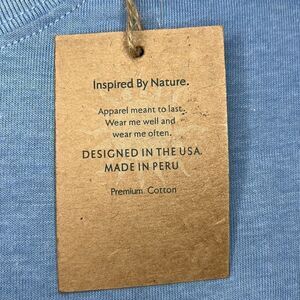 Inspired By Nature.
Apparel meant to last.
Wear me well and
wear me often.
DESIGNED IN THE USA.
MADE IN PERU
Premium Cotton